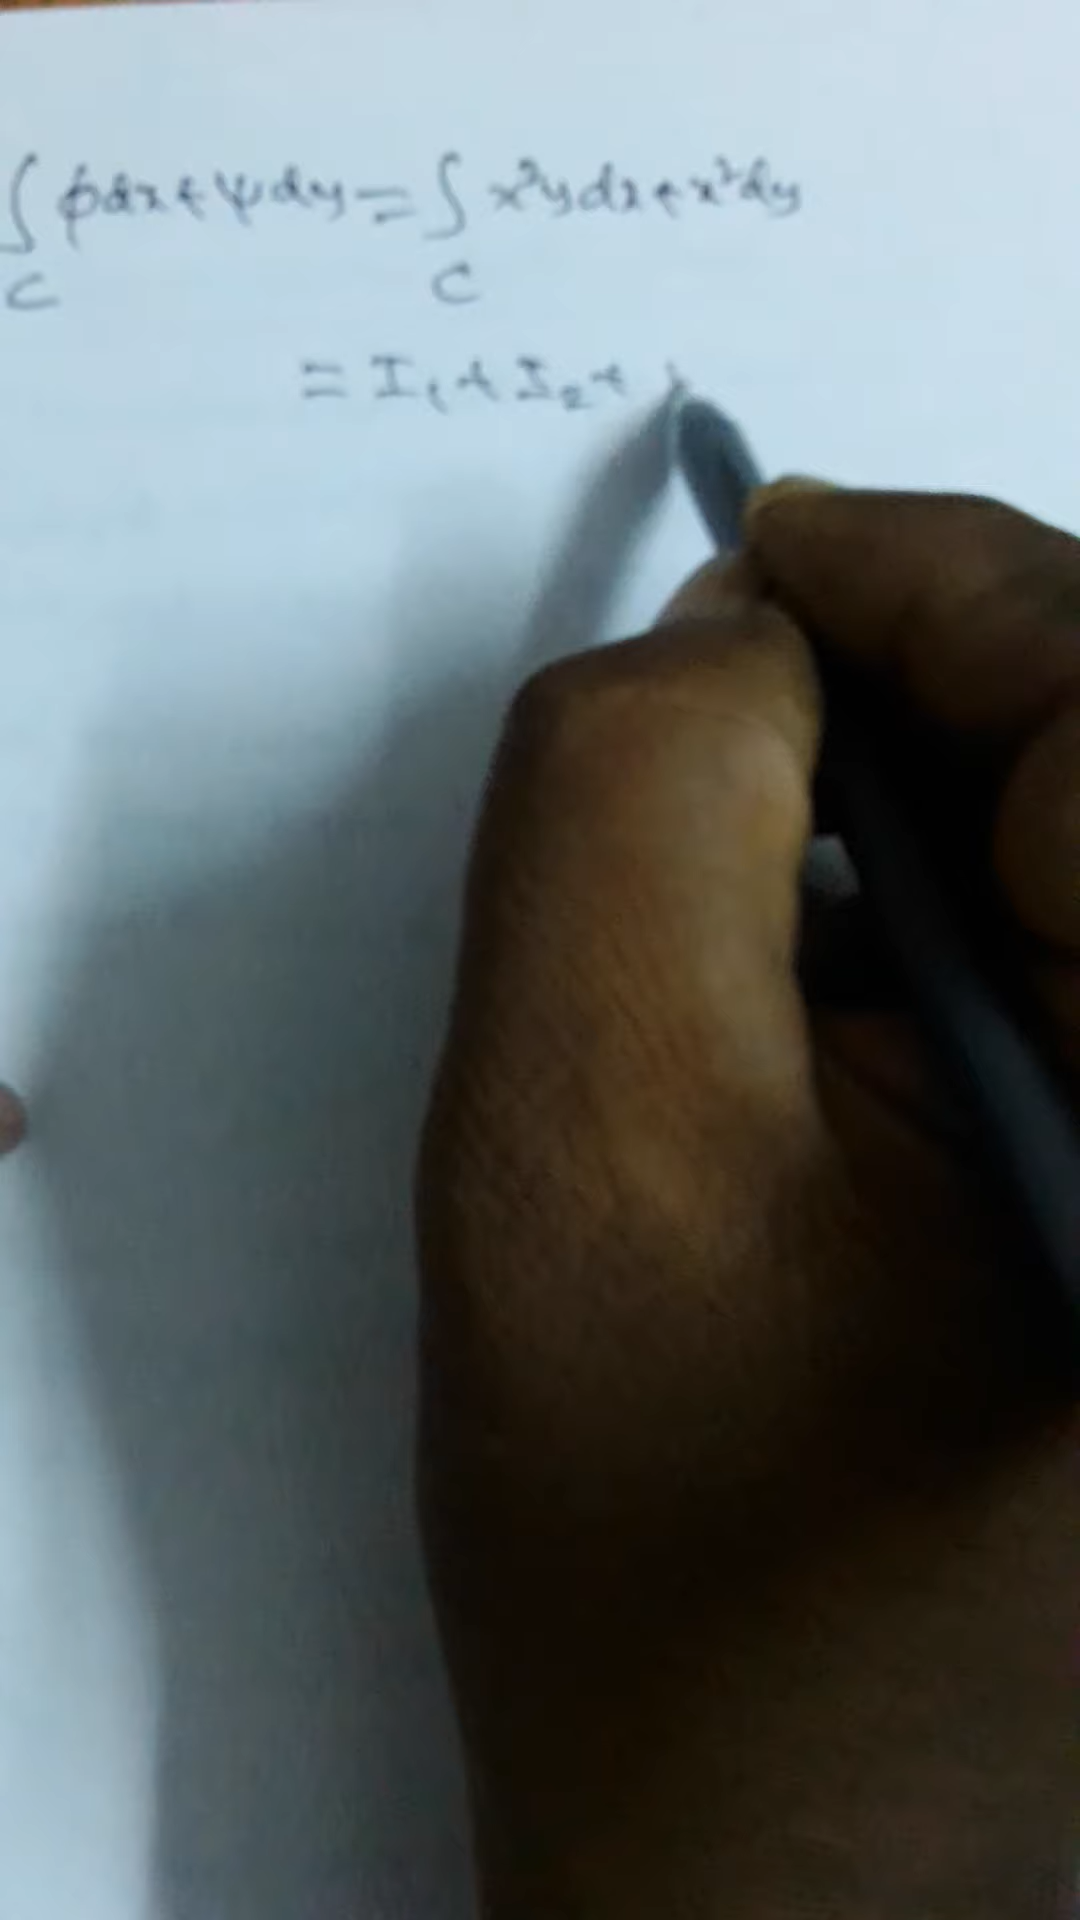 ∫ φdx + ψdy = ∫ x²ydx + x²dy
C C
= I₁ + I₂ +